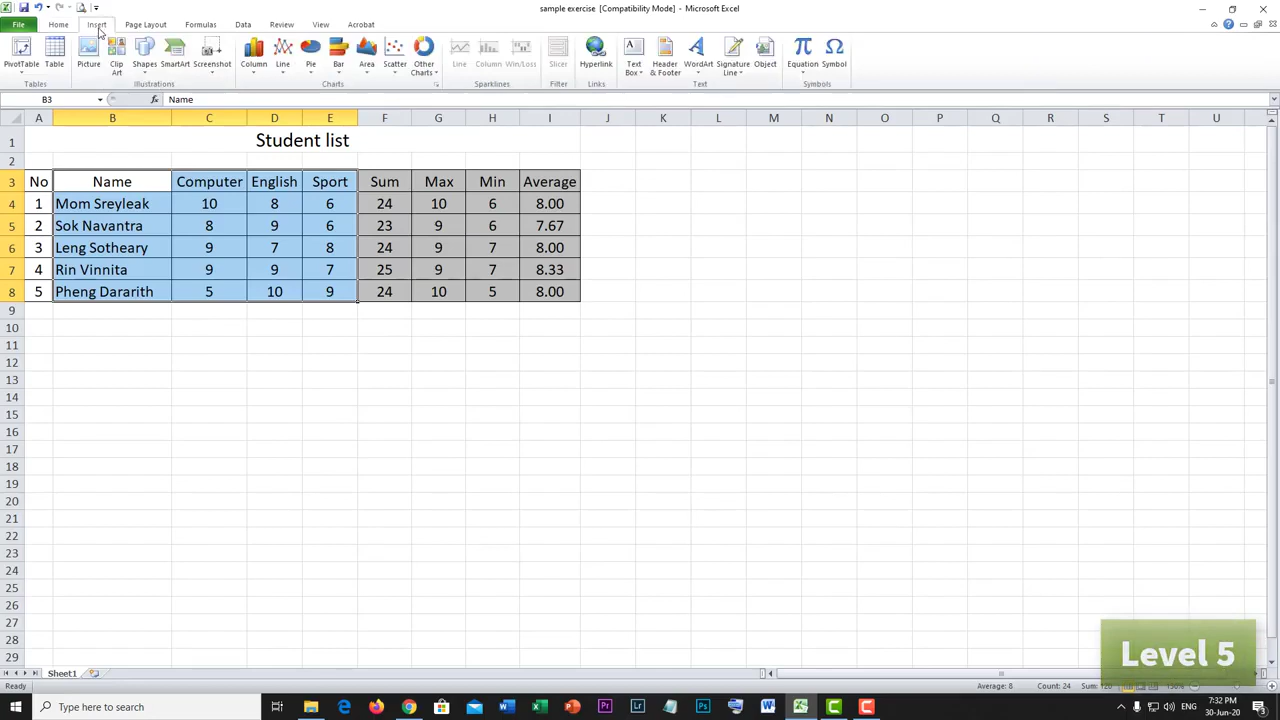 sample exercise [Compatibility Mode] - Microsoft Excel
File Home Insert Page Layout Formulas Data Review View Acrobat
PivotTable Table Picture Clip Art Shapes SmartArt Screenshot Column Line Pie Bar Area Scatter Other Charts Line Column Win/Loss Slicer Hyperlink Text Box Header & Footer WordArt Signature Line Object Equation Symbol
Tables Illustrations Charts Sparklines Filter Links Text Symbols
B3 fx Name
A B C D E F G H I J K L M N O P Q R S T U
1 Student list
2
3 No Name Computer English Sport Sum Max Min Average
4 1 Mom Sreyleak 10 8 6 24 10 6 8.00
5 2 Sok Navantra 8 9 6 23 9 6 7.67
6 3 Leng Sotheary 9 7 8 24 9 7 8.00
7 4 Rin Vinnita 9 9 7 25 9 7 8.33
8 5 Pheng Dararith 5 10 9 24 10 5 8.00
9
10
11
12
13
14
15
16
17
18
19
20
21
22
23
24
25
26
27
28
29
Level 5
Sheet1
Ready Average: 8 Count: 24 Sum: 120 150%
Type here to search ENG 7:32 PM
30-Jun-20